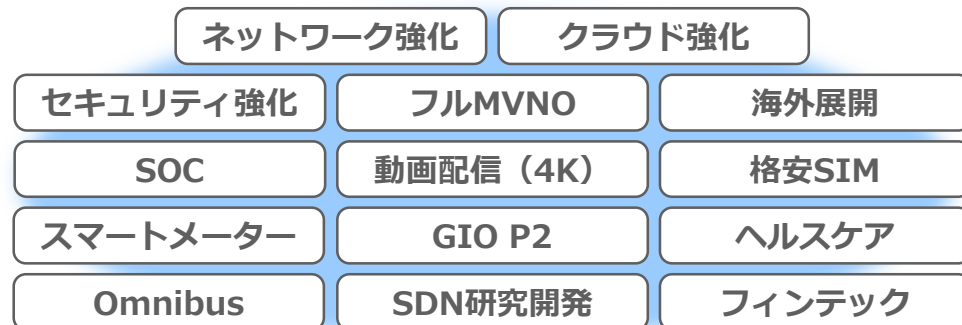 ネットワーク強化 クラウド強化
セキュリティ強化 フルMVNO 海外展開
SOC 動画配信（4K） 格安SIM
スマートメーター GIO P2 ヘルスケア
Omnibus SDN研究開発 フィンテック